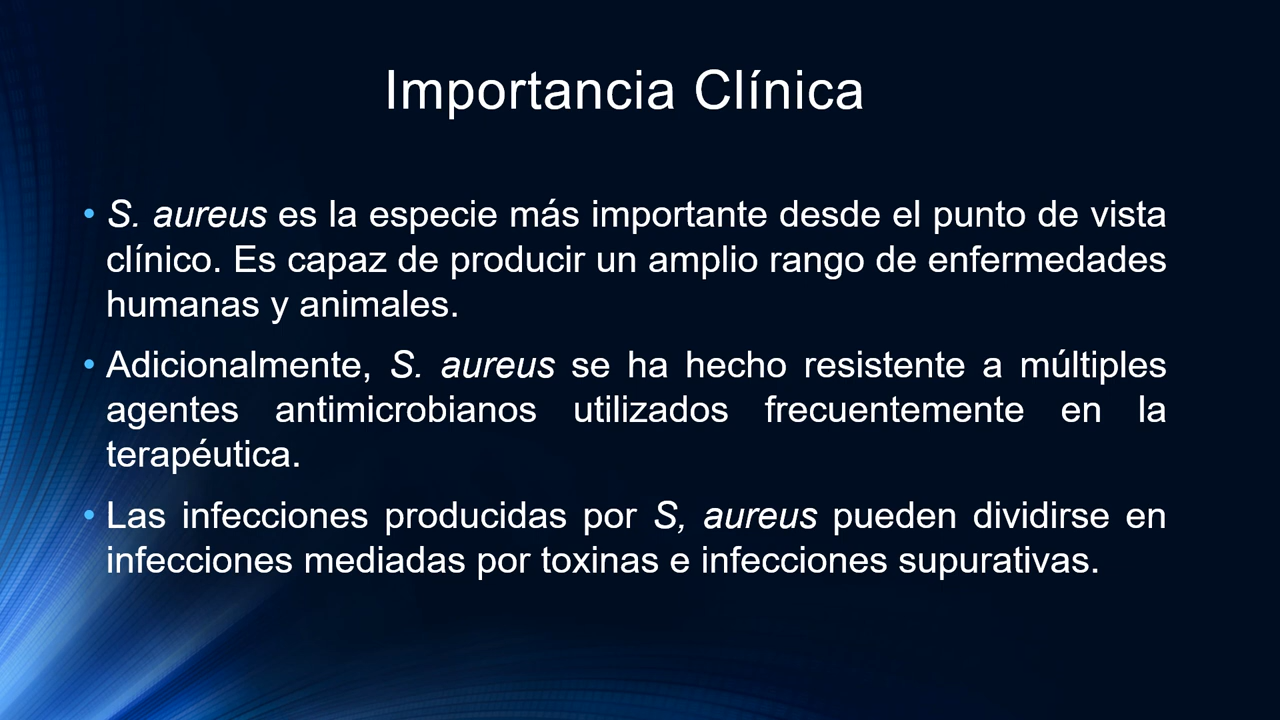 Importancia Clínica
• S. aureus es la especie más importante desde el punto de vista
clínico. Es capaz de producir un amplio rango de enfermedades
humanas y animales.
• Adicionalmente, S. aureus se ha hecho resistente a múltiples
agentes antimicrobianos utilizados frecuentemente en la
terapéutica.
• Las infecciones producidas por S, aureus pueden dividirse en
infecciones mediadas por toxinas e infecciones supurativas.